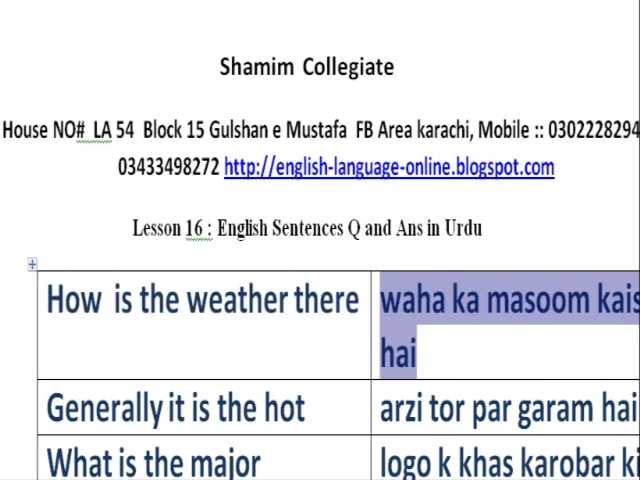 Shamim Collegiate
House NO# LA 54 Block 15 Gulshan e Mustafa FB Area karachi, Mobile :: 0302228294
03433498272 http://english-language-online.blogspot.com
Lesson 16 : English Sentences Q and Ans in Urdu
How is the weather there
waha ka masoom kais
hai
Generally it is the hot
arzi tor par garam hai
What is the major
logo k khas karobar ki